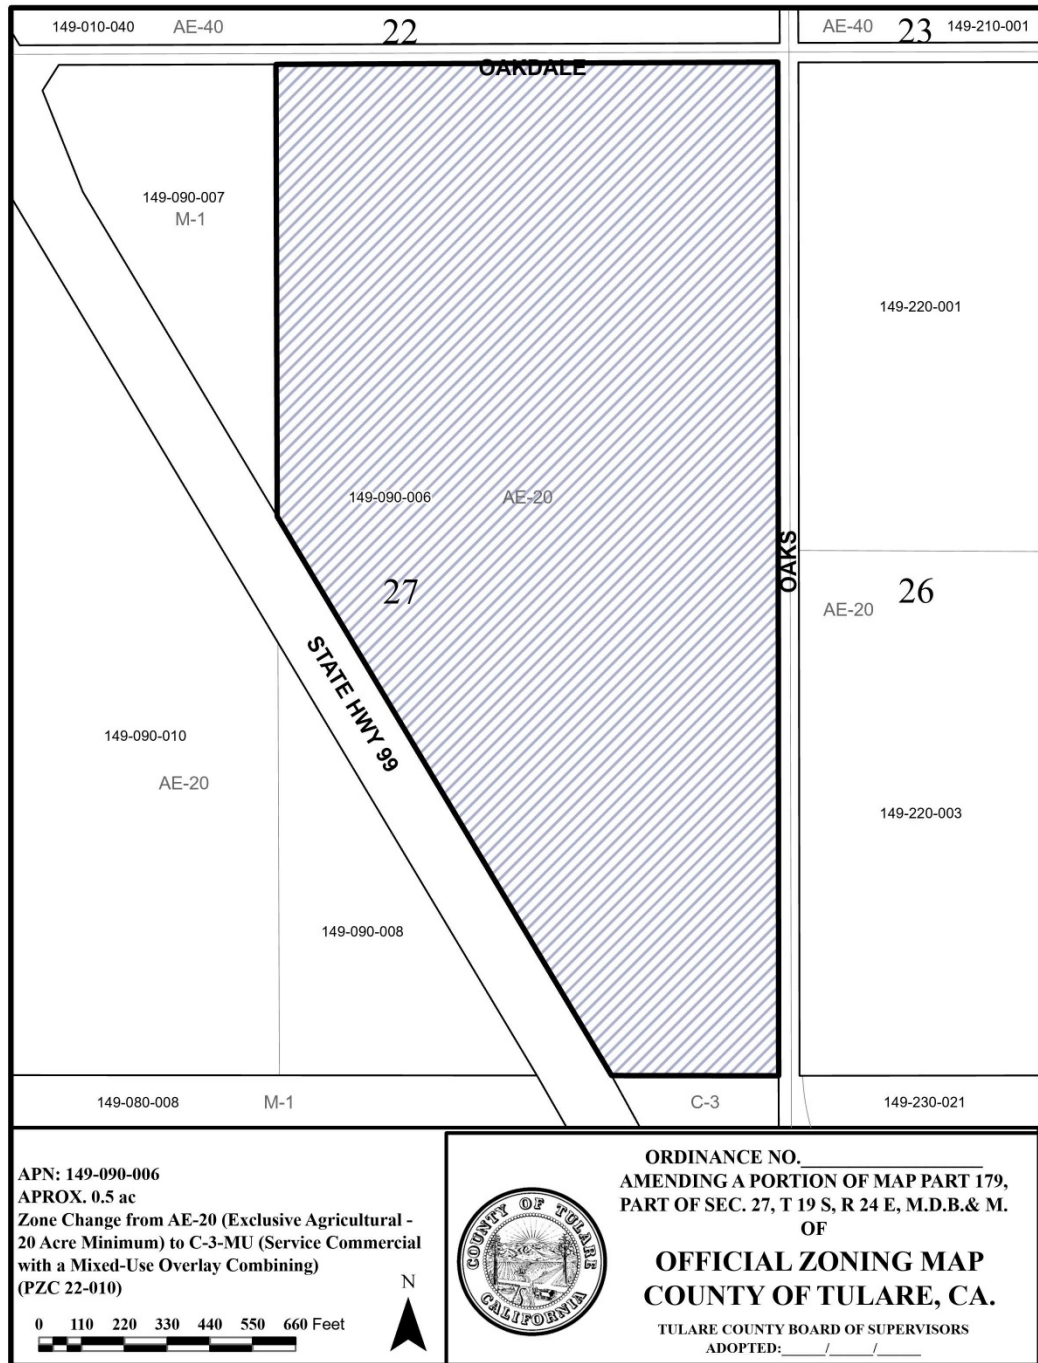 149-010-040 AE-40 22 AE-40 23 149-210-001
OAKDALE
149-090-007
M-1
149-220-001
149-090-006 AE-20
OAKS
27 26
AE-20
STATE HWY 99
149-090-010
AE-20
149-220-003
149-090-008
149-080-008 M-1 C-3 149-230-021
APN: 149-090-006
APROX. 0.5 ac
Zone Change from AE-20 (Exclusive Agricultural -
20 Acre Minimum) to C-3-MU (Service Commercial
with a Mixed-Use Overlay Combining)
(PZC 22-010)
N
0 110 220 330 440 550 660 Feet
COUNTY OF TULARE
CALIFORNIA
ORDINANCE NO.____________________
AMENDING A PORTION OF MAP PART 179,
PART OF SEC. 27, T 19 S, R 24 E, M.D.B.& M.
OF
OFFICIAL ZONING MAP
COUNTY OF TULARE, CA.
TULARE COUNTY BOARD OF SUPERVISORS
ADOPTED:______/______/______